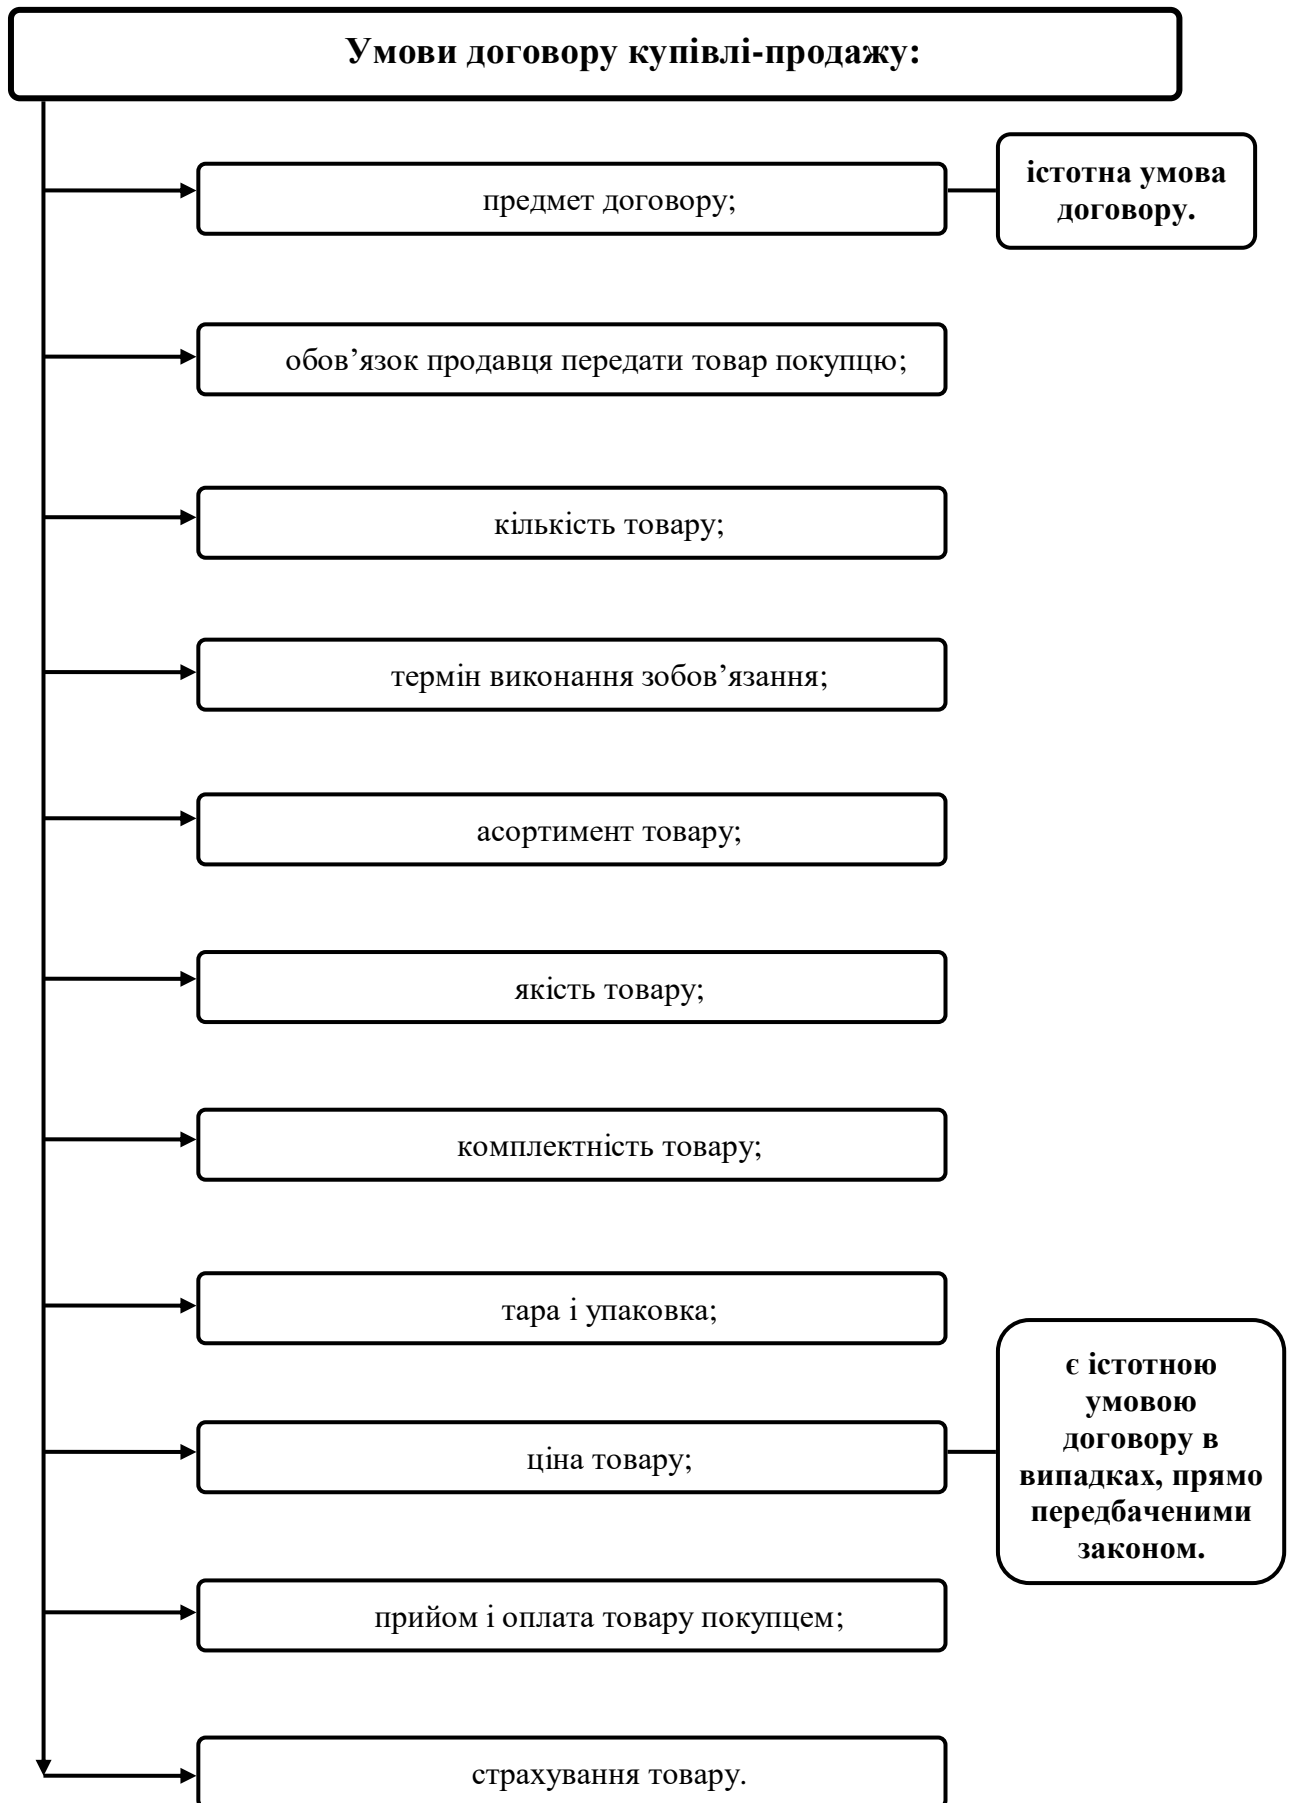 Умови договору купівлі-продажу:
предмет договору;
істотна умова
договору.
обов’язок продавця передати товар покупцю;
кількість товару;
термін виконання зобов’язання;
асортимент товару;
якість товару;
комплектність товару;
тара і упаковка;
ціна товару;
є істотною
умовою
договору в
випадках, прямо
передбаченими
законом.
прийом і оплата товару покупцем;
страхування товару.